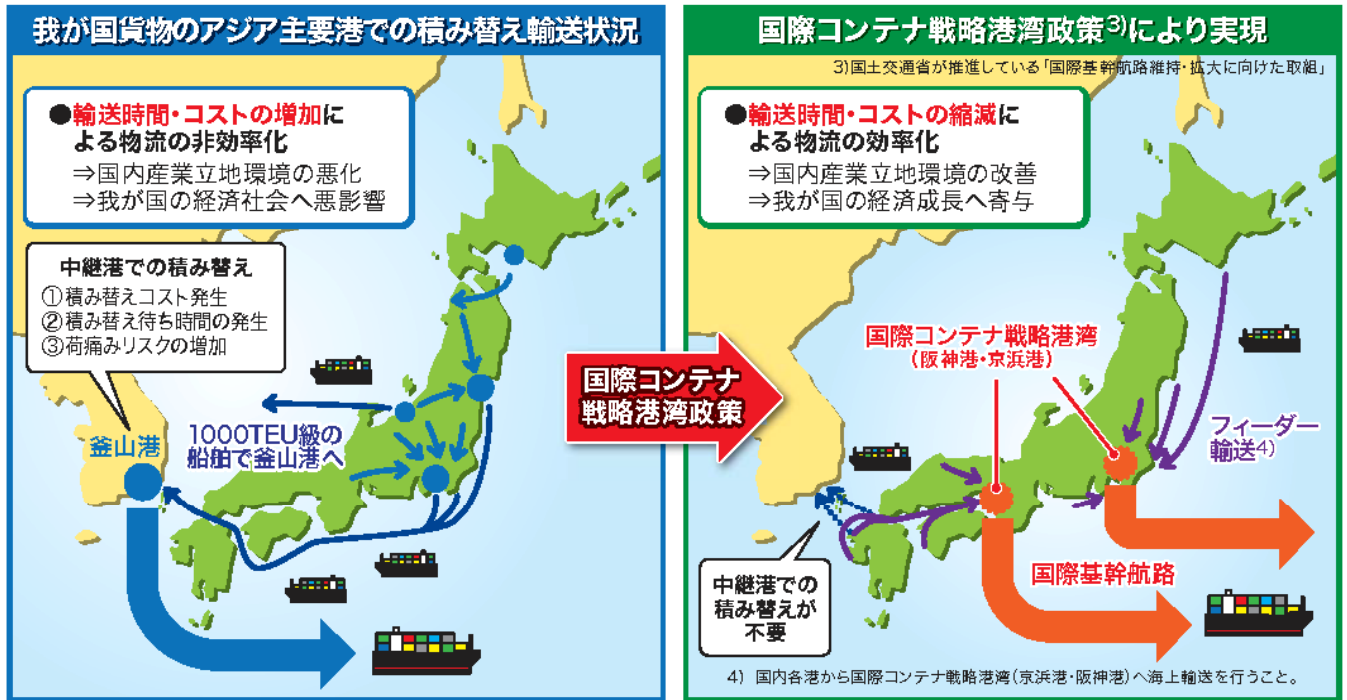 我が国貨物のアジア主要港での積み替え輸送状況
●輸送時間・コストの増加に
よる物流の非効率化
⇒国内産業立地環境の悪化
⇒我が国の経済社会へ悪影響
中継港での積み替え
①積み替えコスト発生
②積み替え待ち時間の発生
③荷痛みリスクの増加
釜山港
1000TEU級の
船舶で釜山港へ
国際コンテナ
戦略港湾政策
国際コンテナ戦略港湾政策3)により実現
3)国土交通省が推進している「国際基幹航路維持・拡大に向けた取組」
●輸送時間・コストの縮減に
よる物流の効率化
⇒国内産業立地環境の改善
⇒我が国の経済成長へ寄与
国際コンテナ戦略港湾
(阪神港・京浜港)
フィーダー
輸送4)
中継港での
積み替えが
不要
国際基幹航路
4) 国内各港から国際コンテナ戦略港湾(京浜港・阪神港)へ海上輸送を行うこと。